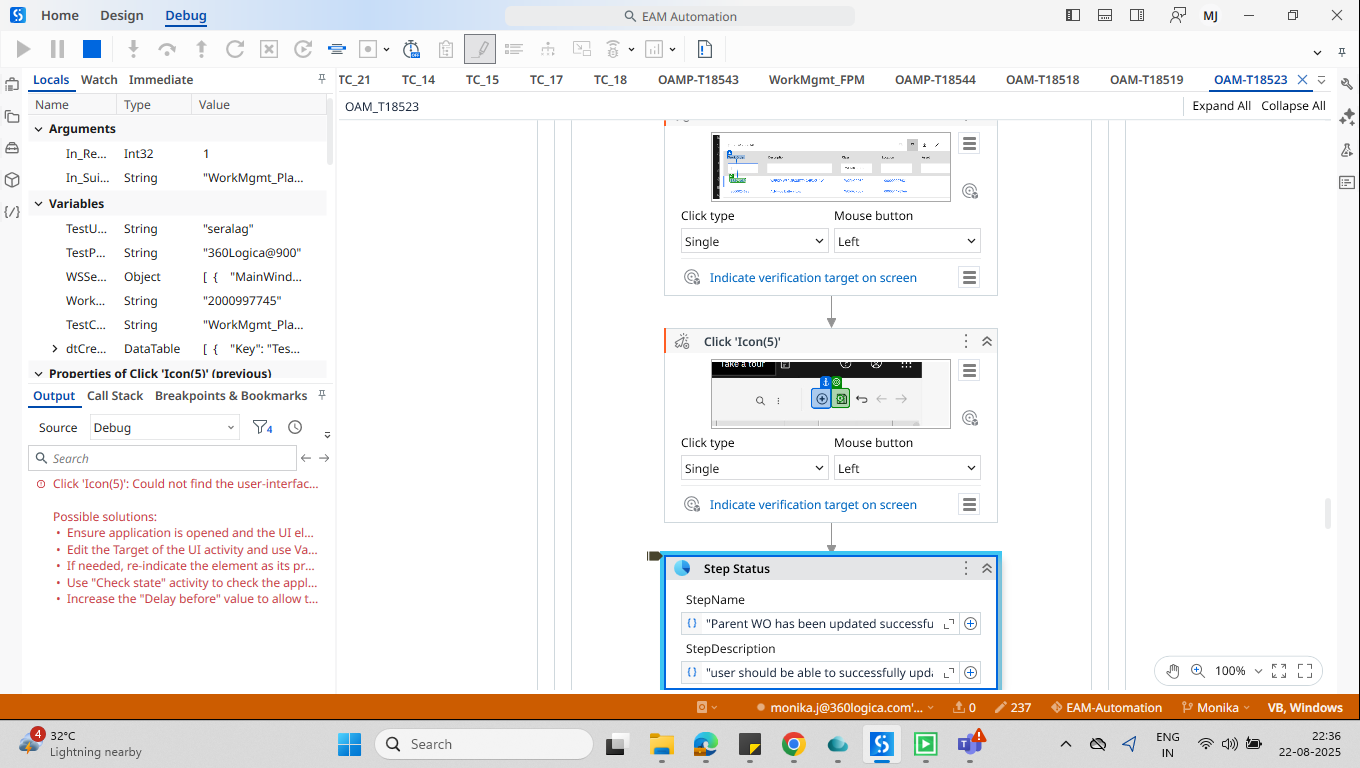 Home Design Debug EAM Automation MJ
Locals Watch Immediate
TC_21 TC_14 TC_15 TC_17 TC_18 OAMP-T18543 WorkMgmt_FPM OAMP-T18544 OAM-T18518 OAM-T18519 OAM-T18523
Name Type Value
OAM_T18523 Expand All Collapse All
Arguments
In_Re... Int32 1
In_Sui... String "WorkMgmt_Pla...
Variables
TestU... String "seralag"
TestP... String "360Logica@900"
WSSe... Object [ { "MainWind...
Work... String "2000997745"
TestC... String "WorkMgmt_Pla...
dtCre... DataTable [ { "Key": "Tes...
Properties of Click 'Icon(5)' (previous)
Output Call Stack Breakpoints & Bookmarks
Source Debug 4
Search
Click 'Icon(5)': Could not find the user-interfac...
Possible solutions:
• Ensure application is opened and the UI el...
• Edit the Target of the UI activity and use Va...
• If needed, re-indicate the element as its pr...
• Use "Check state" activity to check the appl...
• Increase the "Delay before" value to allow t...
Click type Mouse button
Single Left
Indicate verification target on screen
Click 'Icon(5)'
Take a tour
Click type Mouse button
Single Left
Indicate verification target on screen
Step Status
StepName
"Parent WO has been updated successfu
StepDescription
"user should be able to successfully upda
100%
monika.j@360logica.com'... 0 237 EAM-Automation Monika VB, Windows
4
32°C
Lightning nearby
Search
ENG
IN
22:36
22-08-2025